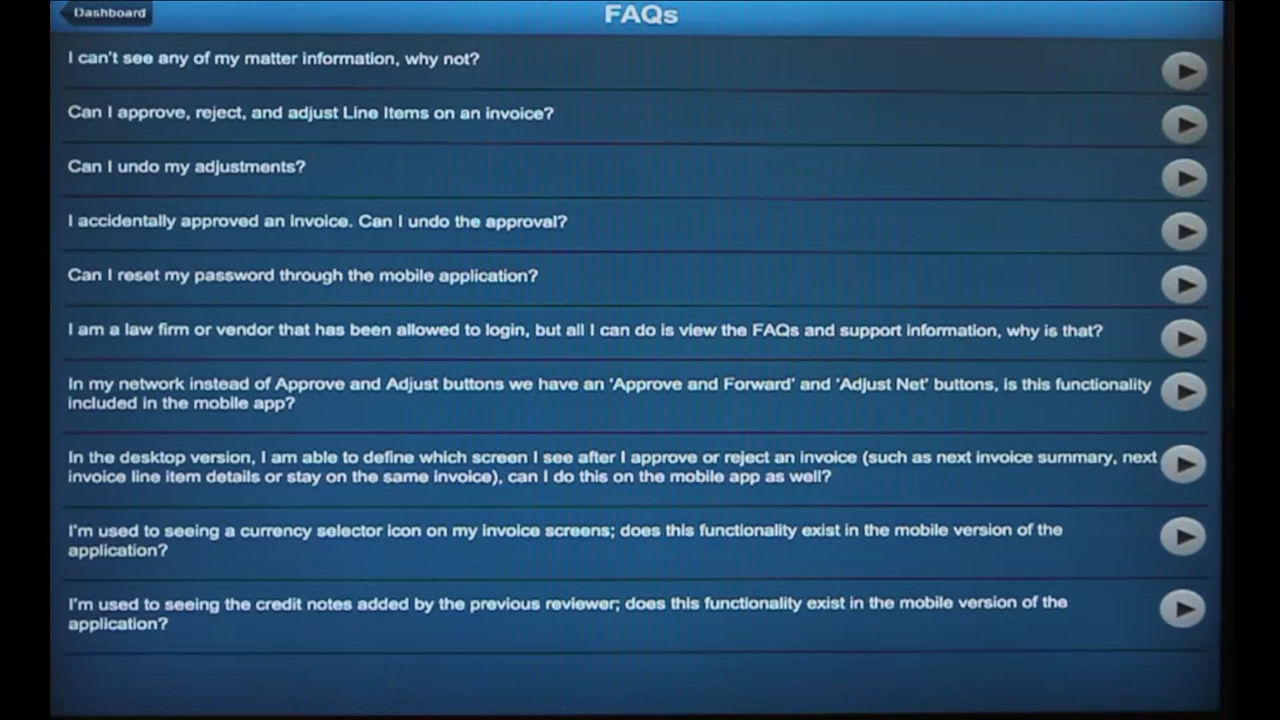 Dashboard
FAQs
I can't see any of my matter information, why not?
Can I approve, reject, and adjust Line Items on an invoice?
Can I undo my adjustments?
I accidentally approved an invoice. Can I undo the approval?
Can I reset my password through the mobile application?
I am a law firm or vendor that has been allowed to login, but all I can do is view the FAQs and support information, why is that?
In my network instead of Approve and Adjust buttons we have an 'Approve and Forward' and 'Adjust Net' buttons, is this functionality
included in the mobile app?
In the desktop version, I am able to define which screen I see after I approve or reject an invoice (such as next invoice summary, next
invoice line item details or stay on the same invoice), can I do this on the mobile app as well?
I'm used to seeing a currency selector icon on my invoice screens; does this functionality exist in the mobile version of the
application?
I'm used to seeing the credit notes added by the previous reviewer; does this functionality exist in the mobile version of the
application?